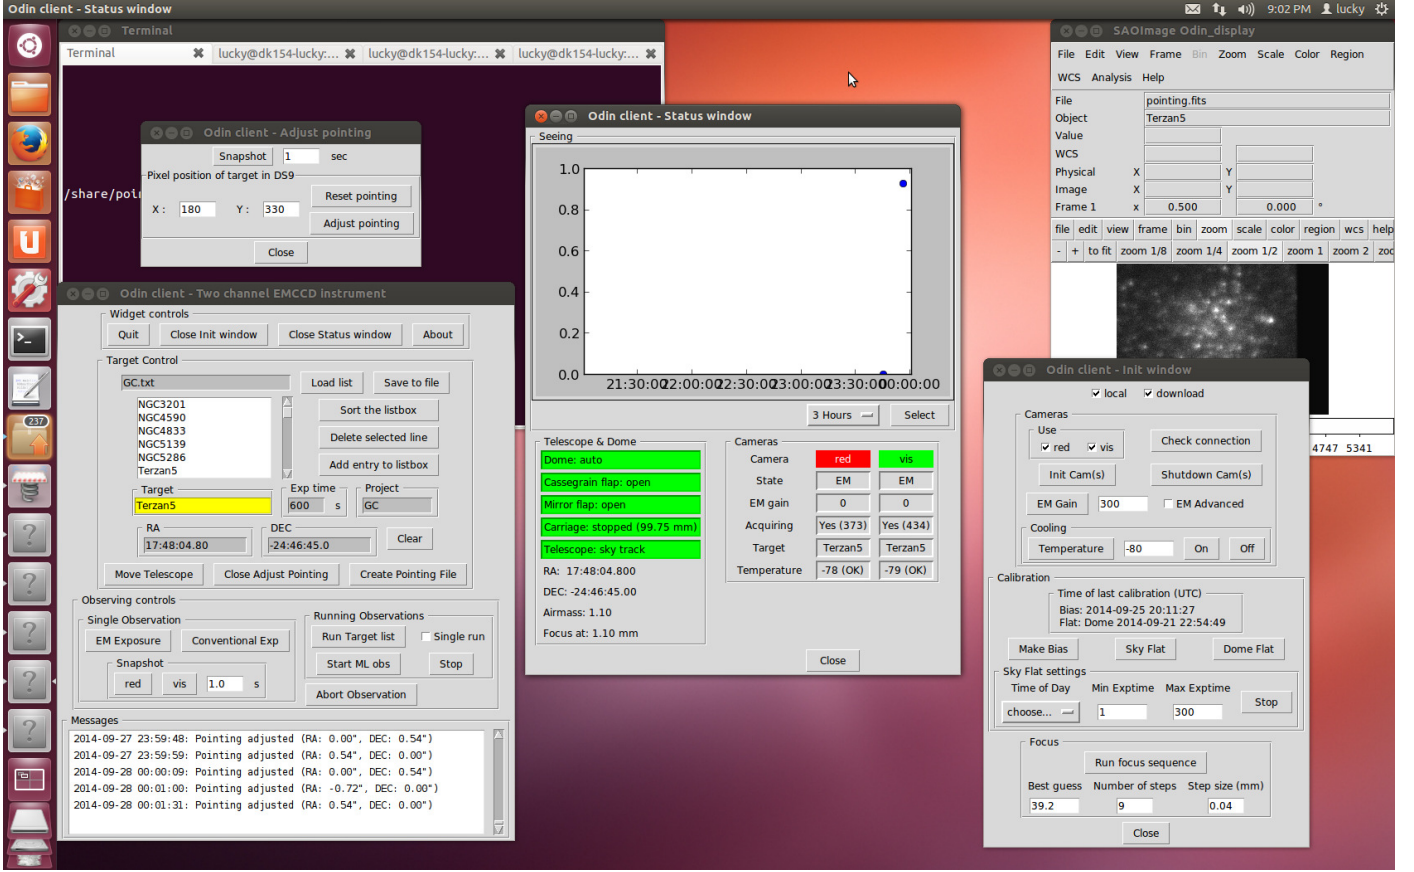 Odin client - Status window
9:02 PM lucky
Terminal
Terminal lucky@dk154-lucky:... lucky@dk154-lucky:... lucky@dk154-lucky:...
/share/poi
237
Odin client - Adjust pointing
Snapshot 1 sec
Pixel position of target in DS9
X : 180 Y : 330
Reset pointing
Adjust pointing
Close
Odin client - Two channel EMCCD instrument
Widget controls
Quit Close Init window Close Status window About
Target Control
GC.txt Load list Save to file
NGC3201
NGC4590
NGC4833
NGC5139
NGC5286
Terzan5
Sort the listbox
Delete selected line
Add entry to listbox
Target Exp time Project
Terzan5 600 s GC
RA DEC
17:48:04.80 -24:46:45.0 Clear
Move Telescope Close Adjust Pointing Create Pointing File
Observing controls
Single Observation
EM Exposure Conventional Exp
Snapshot
red vis 1.0 s
Running Observations
Run Target list Single run
Start ML obs Stop
Abort Observation
Messages
2014-09-27 23:59:48: Pointing adjusted (RA: 0.00", DEC: 0.54")
2014-09-27 23:59:59: Pointing adjusted (RA: 0.54", DEC: 0.00")
2014-09-28 00:00:09: Pointing adjusted (RA: 0.00", DEC: 0.54")
2014-09-28 00:01:00: Pointing adjusted (RA: -0.72", DEC: 0.00")
2014-09-28 00:01:31: Pointing adjusted (RA: 0.54", DEC: 0.00")
Odin client - Status window
Seeing
1.0
0.8
0.6
0.4
0.2
0.0
21:30:00 22:00:00 22:30:00 23:00:00 23:30:00 00:00:00
3 Hours Select
Telescope & Dome
Dome: auto
Cassegrain flap: open
Mirror flap: open
Carriage: stopped (99.75 mm)
Telescope: sky track
RA: 17:48:04.800
DEC: -24:46:45.00
Airmass: 1.10
Focus at: 1.10 mm
Cameras
Camera red vis
State EM EM
EM gain 0 0
Acquiring Yes (373) Yes (434)
Target Terzan5 Terzan5
Temperature -78 (OK) -79 (OK)
Close
SAOImage Odin_display
File Edit View Frame Bin Zoom Scale Color Region
WCS Analysis Help
File pointing.fits
Object Terzan5
Value
WCS
Physical X Y
Image X Y
Frame 1 x 0.500 0.000 °
file edit view frame bin zoom scale color region wcs help
- + to fit zoom 1/8 zoom 1/4 zoom 1/2 zoom 1 zoom 2 zoo
4747 5341
Odin client - Init window
local download
Cameras
Use
red vis Check connection
Init Cam(s) Shutdown Cam(s)
EM Gain 300 EM Advanced
Cooling
Temperature -80 On Off
Calibration
Time of last calibration (UTC)
Bias: 2014-09-25 20:11:27
Flat: Dome 2014-09-21 22:54:49
Make Bias Sky Flat Dome Flat
Sky Flat settings
Time of Day Min Exptime Max Exptime
choose... 1 300 Stop
Focus
Run focus sequence
Best guess Number of steps Step size (mm)
39.2 9 0.04
Close